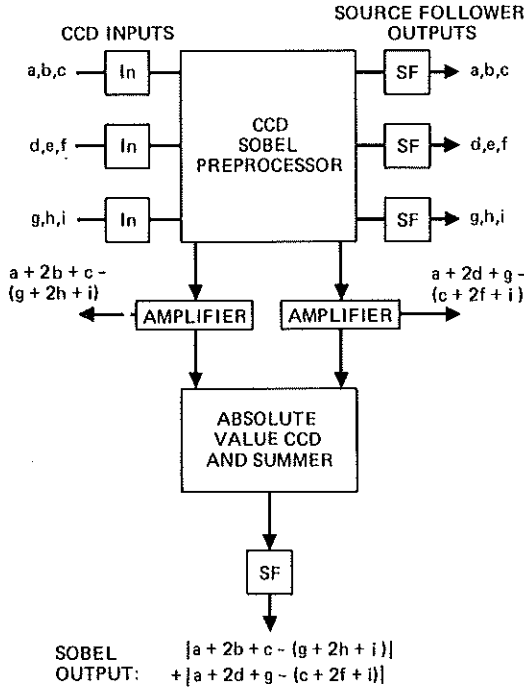 CCD INPUTS
SOURCE FOLLOWER
OUTPUTS
a,b,c
In
SF
a,b,c
CCD
SOBEL
PREPROCESSOR
d,e,f
In
SF
d,e,f
g,h,i
In
SF
g,h,i
a + 2b + c –
(g + 2h + i)
a + 2d + g –
(c + 2f + i)
AMPLIFIER
AMPLIFIER
ABSOLUTE
VALUE CCD
AND SUMMER
SF
SOBEL
OUTPUT:
|a + 2b + c – (g + 2h + i)|
+|a + 2d + g – (c + 2f + i)|